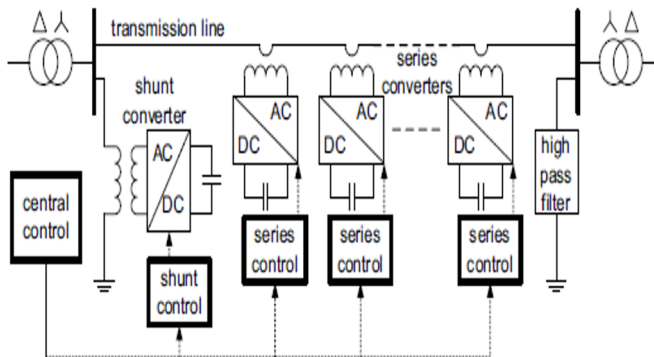 transmission line
series
converters
shunt
converter
AC
DC
AC
DC
AC
DC
AC
DC
high
pass
filter
central
control
series
control
series
control
series
control
shunt
control